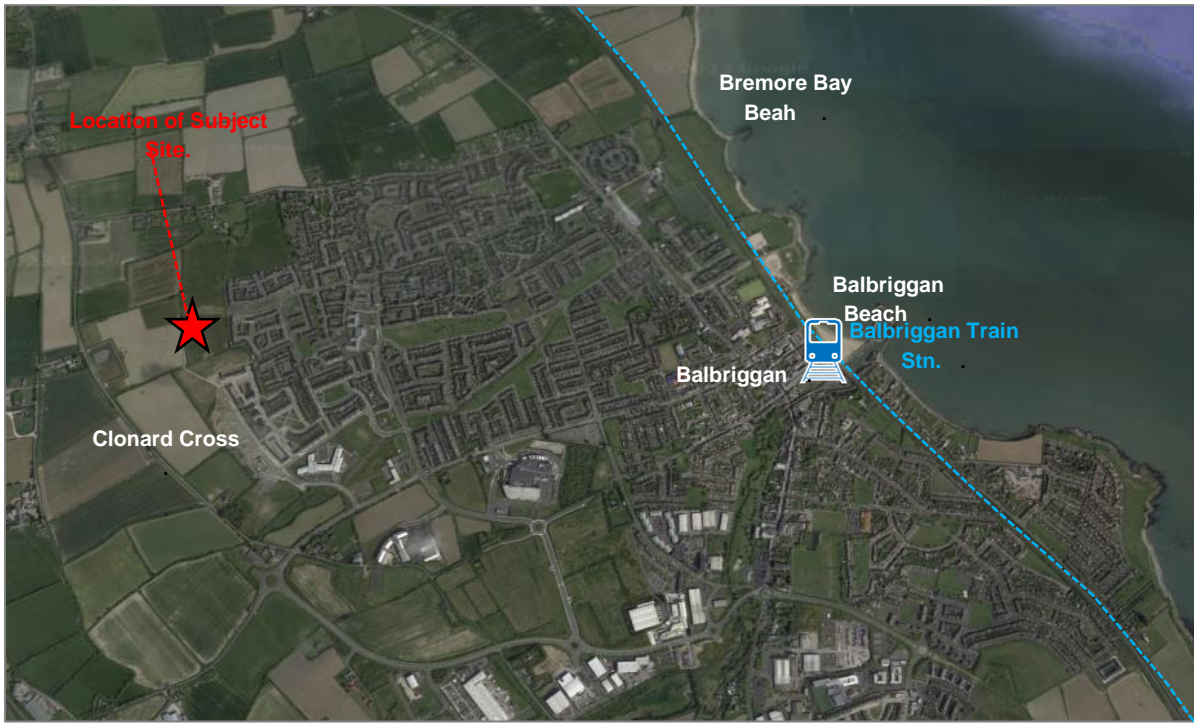 Bremore Bay
Beah
Location of Subject
Site.
Balbriggan
Beach
Balbriggan Train
Stn.
Balbriggan
Clonard Cross